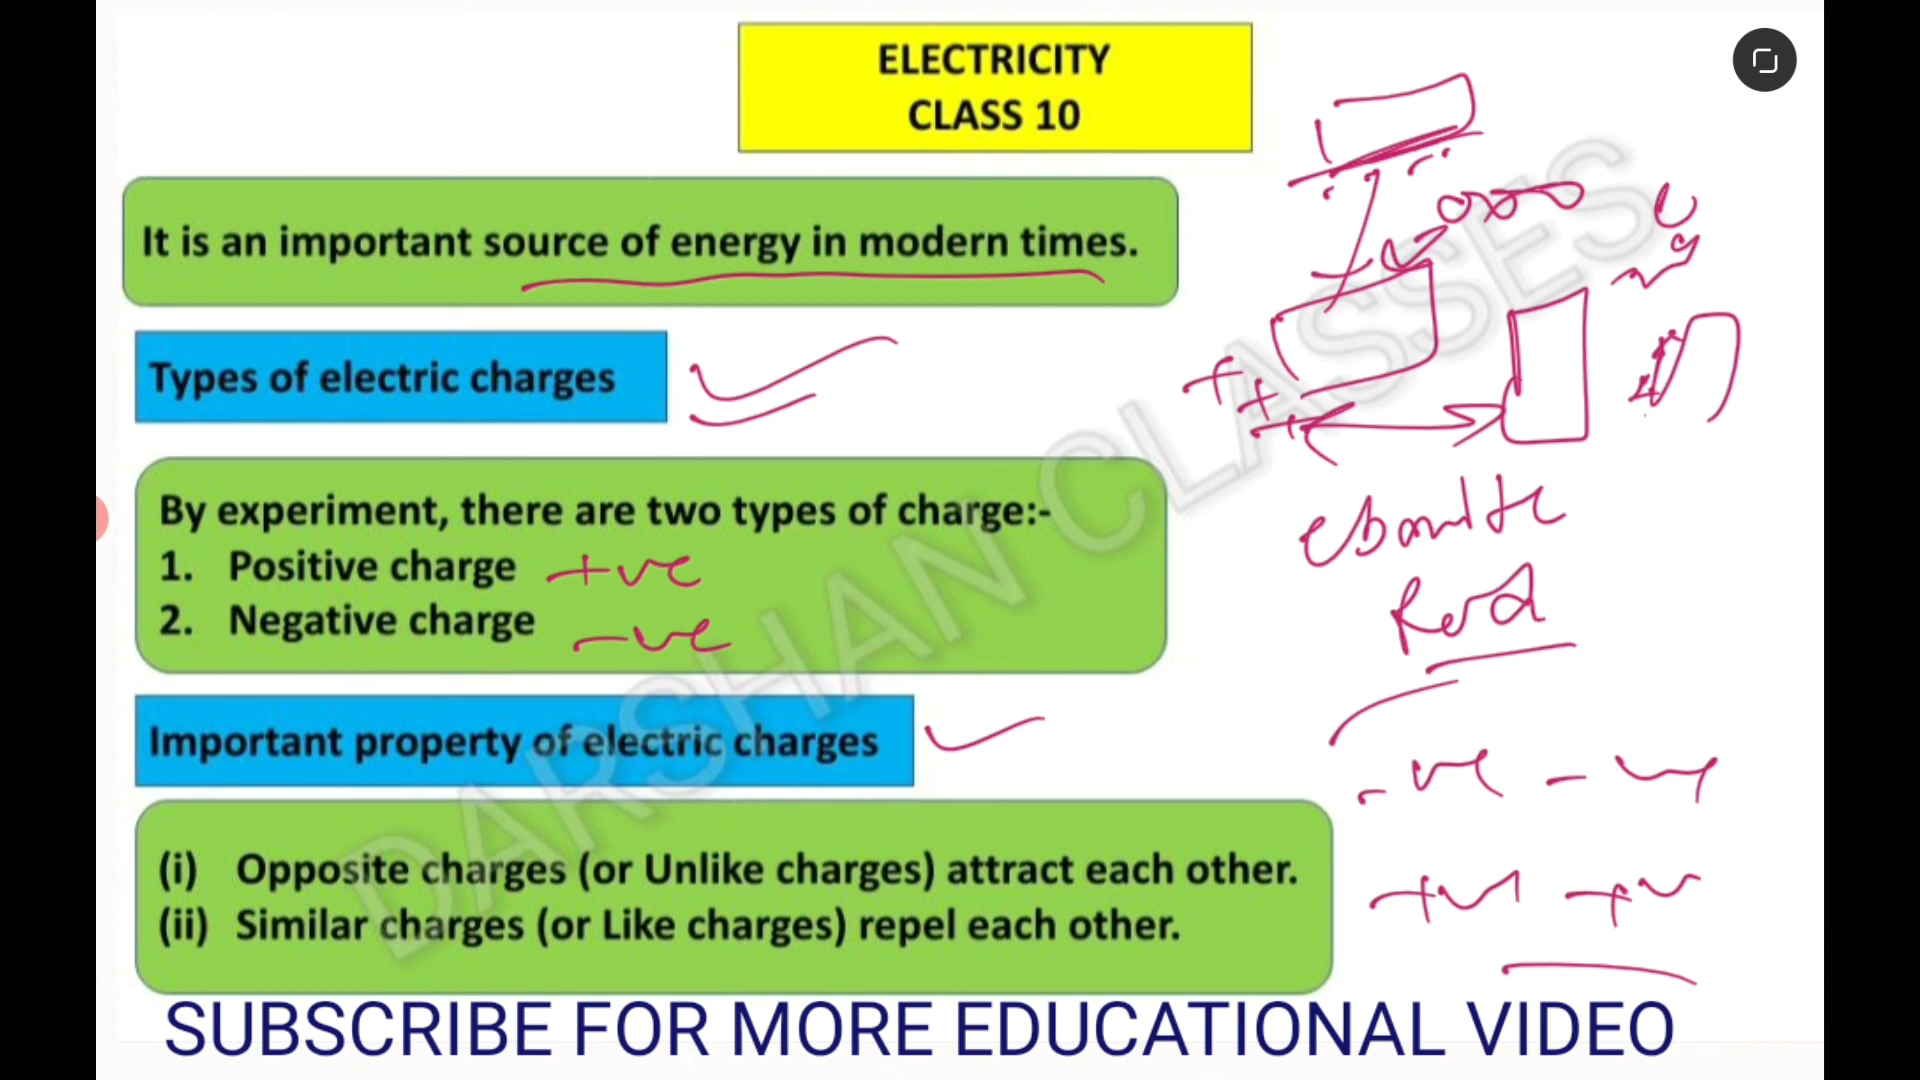 ELECTRICITY
CLASS 10
It is an important source of energy in modern times.
Types of electric charges
By experiment, there are two types of charge:-
1. Positive charge +ve
2. Negative charge -ve
Important property of electric charges
(i) Opposite charges (or Unlike charges) attract each other.
(ii) Similar charges (or Like charges) repel each other.
ebonite
Rod
-ve -ve
+ve +ve
DARSHAN CLASSES
SUBSCRIBE FOR MORE EDUCATIONAL VIDEO